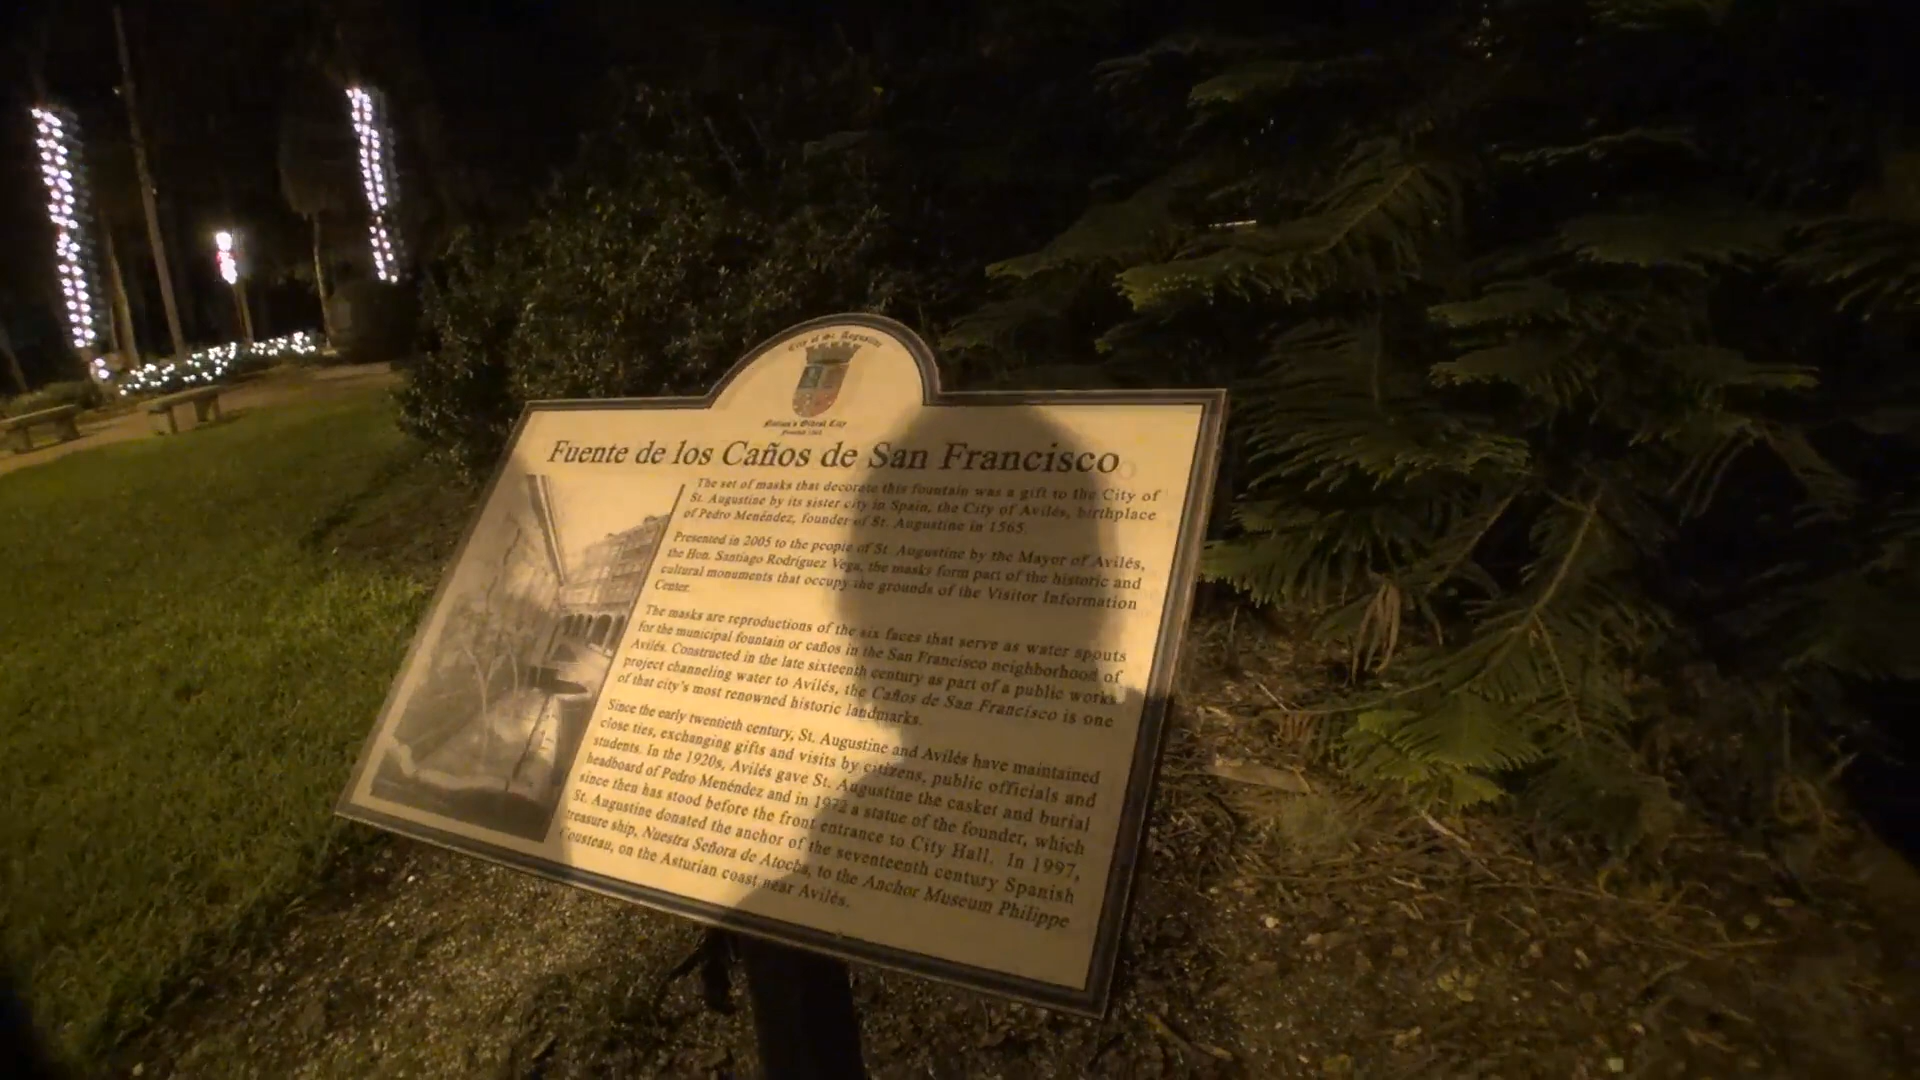 City of St. Augustine
Nation's Oldest City
Founded 1565
Fuente de los Caños de San Francisco
The set of masks that decorate this fountain was a gift to the City of
St. Augustine by its sister city in Spain, the City of Avilés, birthplace
of Pedro Menéndez, founder of St. Augustine in 1565.
Presented in 2005 to the people of St. Augustine by the Mayor of Avilés,
the Hon. Santiago Rodríguez Vega, the masks form part of the historic and
cultural monuments that occupy the grounds of the Visitor Information
Center.
The masks are reproductions of the six faces that serve as water spouts
for the municipal fountain or caños in the San Francisco neighborhood of
Avilés. Constructed in the late sixteenth century as part of a public works
project channeling water to Avilés, the Caños de San Francisco is one
of that city's most renowned historic landmarks.
Since the early twentieth century, St. Augustine and Avilés have maintained
close ties, exchanging gifts and visits by citizens, public officials and
students. In the 1920s, Avilés gave St. Augustine the casket and burial
headboard of Pedro Menéndez and in 1972 a statue of the founder, which
since then has stood before the front entrance to City Hall. In 1997,
St. Augustine donated the anchor of the seventeenth century Spanish
treasure ship, Nuestra Señora de Atocha, to the Anchor Museum Philippe
Cousteau, on the Asturian coast near Avilés.